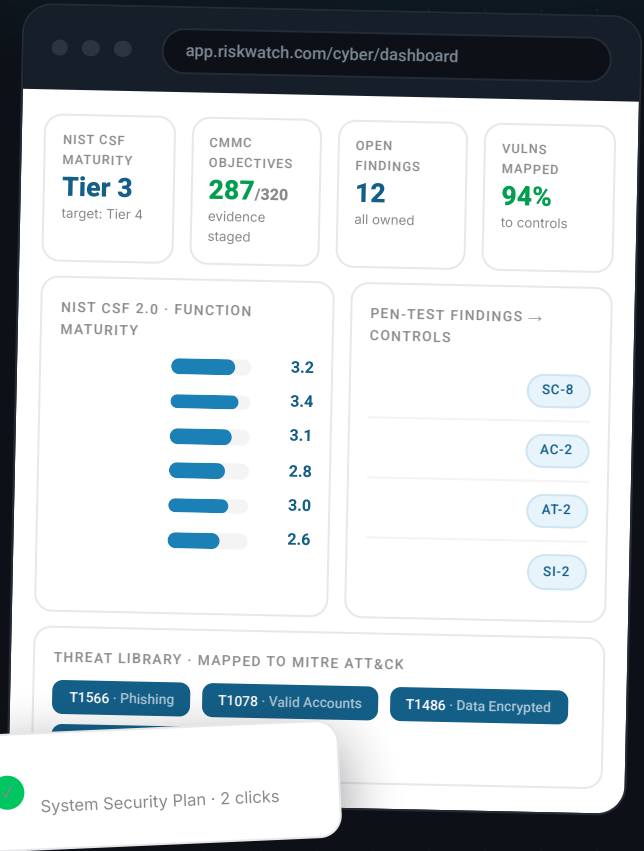 app.riskwatch.com/cyber/dashboard
NIST CSF
MATURITY
Tier 3
target: Tier 4
CMMC
OBJECTIVES
287/320
evidence
staged
OPEN
FINDINGS
12
all owned
VULNS
MAPPED
94%
to controls
NIST CSF 2.0 · FUNCTION
MATURITY
3.2
3.4
3.1
2.8
3.0
2.6
PEN-TEST FINDINGS →
CONTROLS
SC-8
AC-2
AT-2
SI-2
THREAT LIBRARY · MAPPED TO MITRE ATT&CK
T1566 · Phishing
T1078 · Valid Accounts
T1486 · Data Encrypted
System Security Plan · 2 clicks